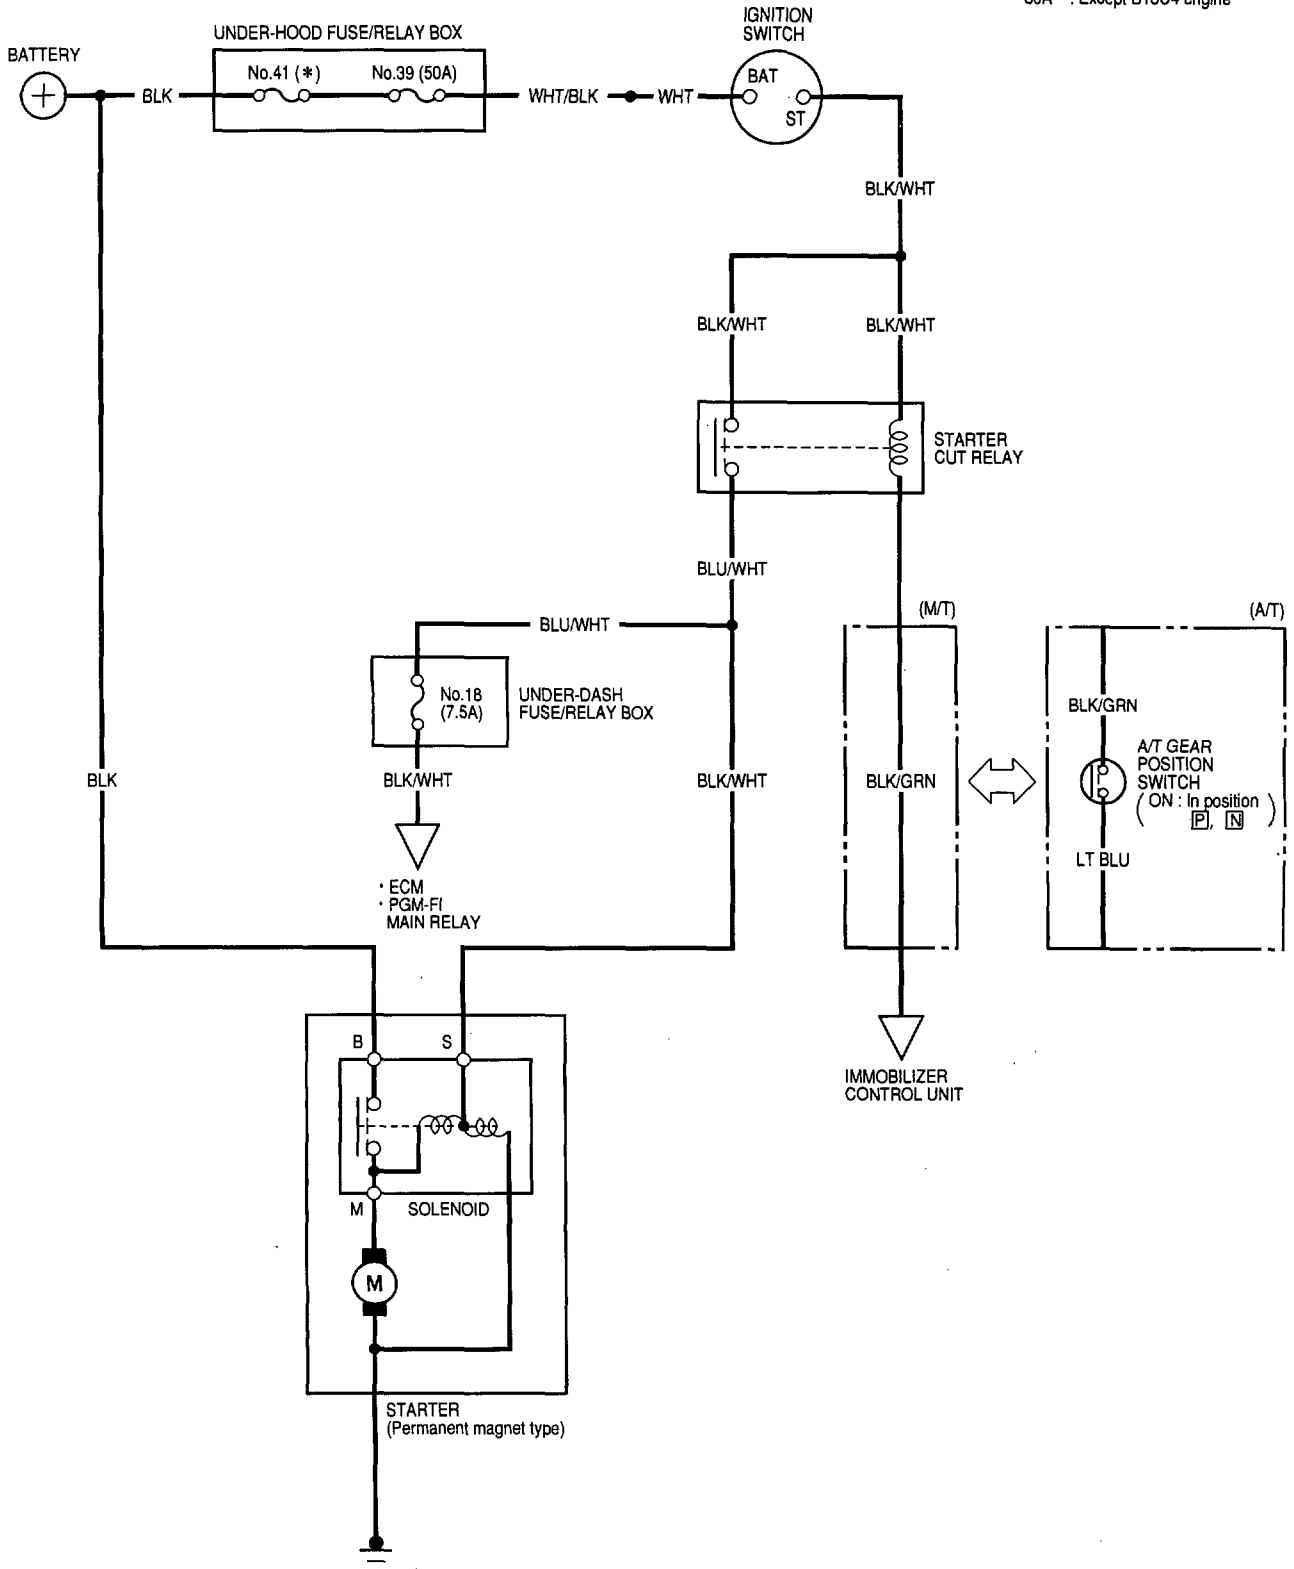 : Except B18C4 engine
IGNITION
SWITCH
UNDER-HOOD FUSE/RELAY BOX
BATTERY
No.41 (*)
No.39 (50A)
BAT
BLK
WHT/BLK
WHT
ST
BLK/WHT
BLK/WHT
BLK/WHT
STARTER
CUT RELAY
BLU/WHT
BLU/WHT
(M/T)
(A/T)
No.18
(7.5A)
UNDER-DASH
FUSE/RELAY BOX
BLK/GRN
A/T GEAR
POSITION
SWITCH
(ON : In position
P, N)
BLK
BLK/WHT
BLK/WHT
BLK/GRN
LT BLU
• ECM
• PGM-FI
MAIN RELAY
B
S
IMMOBILIZER
CONTROL UNIT
M
SOLENOID
M
STARTER
(Permanent magnet type)